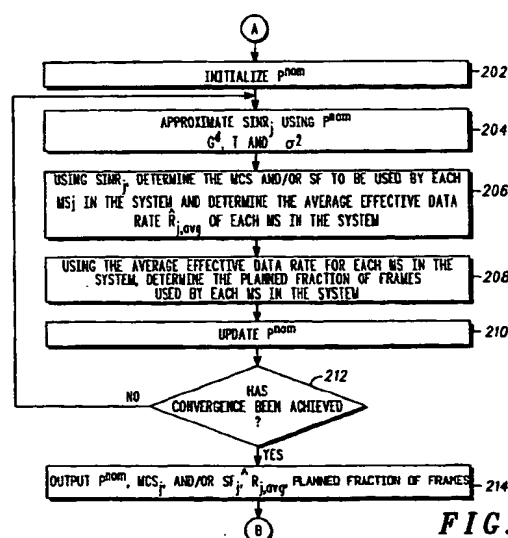 A
INITIALIZE P^nom
202
APPROXIMATE SINR_j USING P^nom
G^4, T AND σ^2
204
USING SINR_j, DETERMINE THE MCS AND/OR SF TO BE USED BY EACH
MSj IN THE SYSTEM AND DETERMINE THE AVERAGE EFFECTIVE DATA
RATE R̂_j,avg OF EACH MS IN THE SYSTEM
206
USING THE AVERAGE EFFECTIVE DATA RATE FOR EACH MS IN THE
SYSTEM, DETERMINE THE PLANNED FRACTION OF FRAMES
USED BY EACH MS IN THE SYSTEM
208
UPDATE P^nom
210
212
HAS
CONVERGENCE BEEN ACHIEVED
?
NO
YES
OUTPUT P^nom, MCS_j, AND/OR SF_j, R̂_j,avg, PLANNED FRACTION OF FRAMES
214
B
FIG.